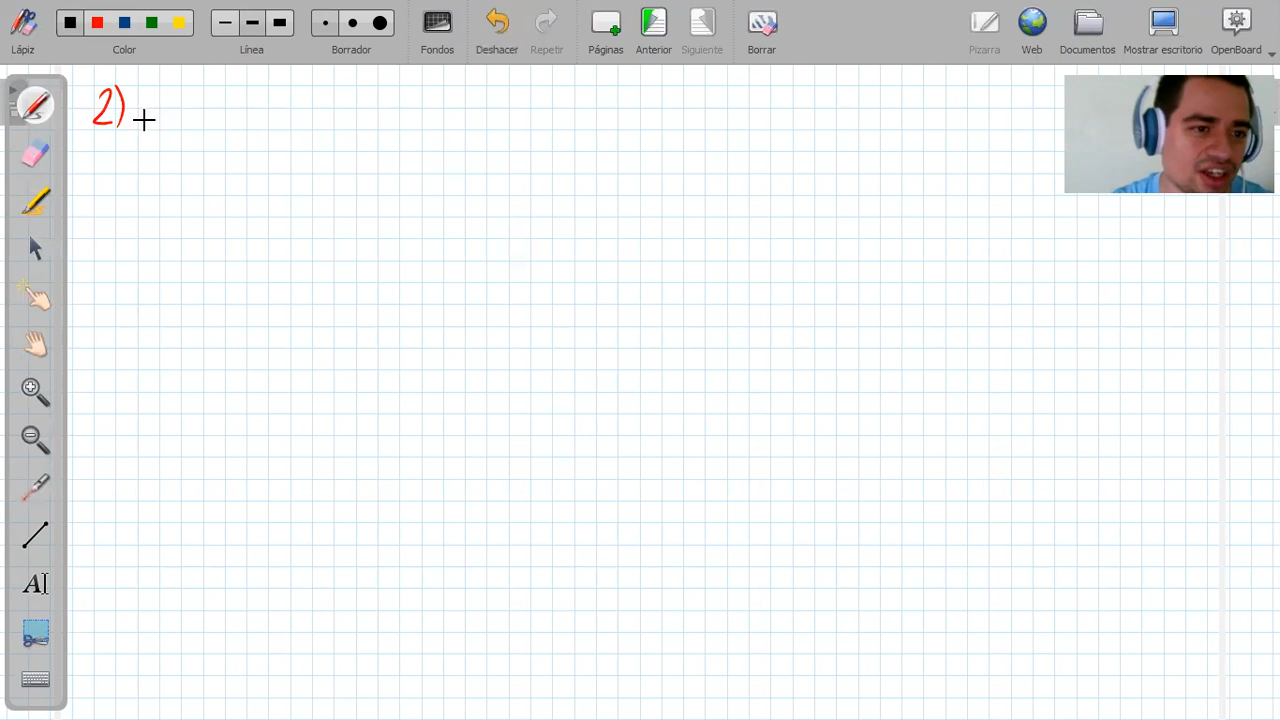 Lápiz Color Línea Borrador Fondos Deshacer Repetir Páginas Anterior Siguiente Borrar Pizarra Web Documentos Mostrar escritorio OpenBoard
2)
A